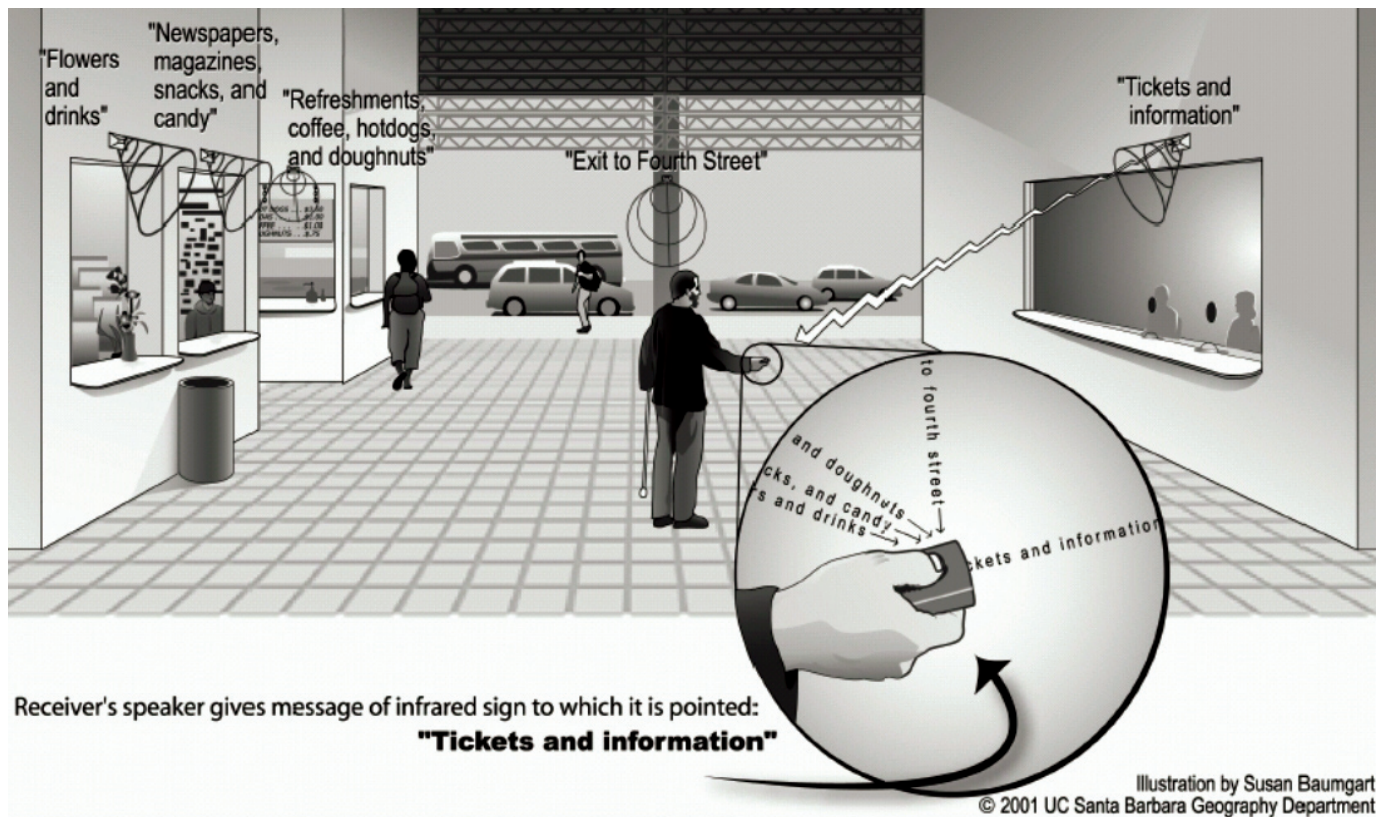 "Flowers
and
drinks"
"Newspapers,
magazines,
snacks, and
candy"
"Refreshments,
coffee, hotdogs,
and doughnuts"
"Exit to Fourth Street"
"Tickets and
information"
to fourth street
and doughnuts
cks, and candy
s and drinks
ckets and information
Receiver's speaker gives message of infrared sign to which it is pointed:
"Tickets and information"
Illustration by Susan Baumgart
© 2001 UC Santa Barbara Geography Department